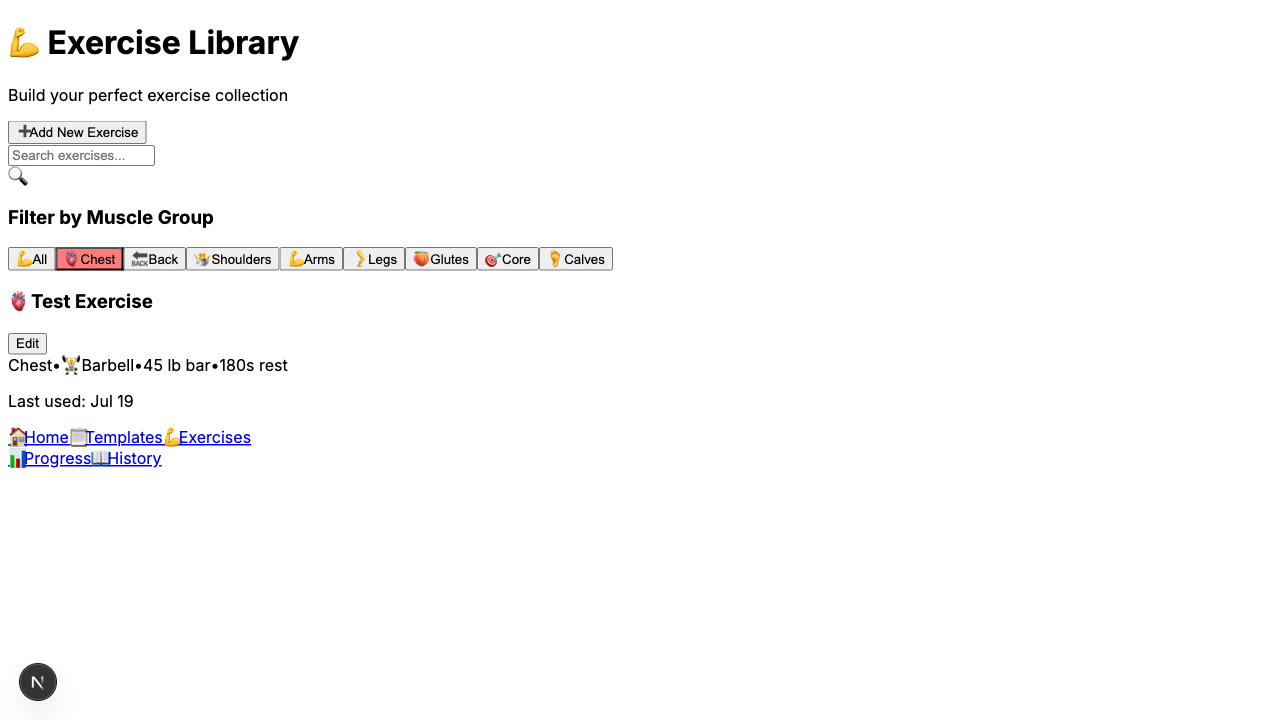 💪 Exercise Library
Build your perfect exercise collection
➕Add New Exercise
Search exercises...
🔍
Filter by Muscle Group
💪All 🫀Chest 🔙Back 🤷Shoulders 💪Arms 🦵Legs 🍑Glutes 🎯Core 🦶Calves
🫀Test Exercise
Edit
Chest•🏋️Barbell•45 lb bar•180s rest
Last used: Jul 19
🏠Home📋Templates💪Exercises
📊Progress📖History
N